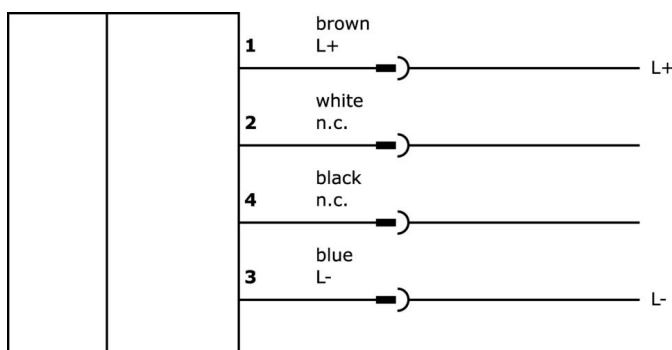 brown
1 L+
L+
white
2 n.c.
black
4 n.c.
blue
3 L-
L-